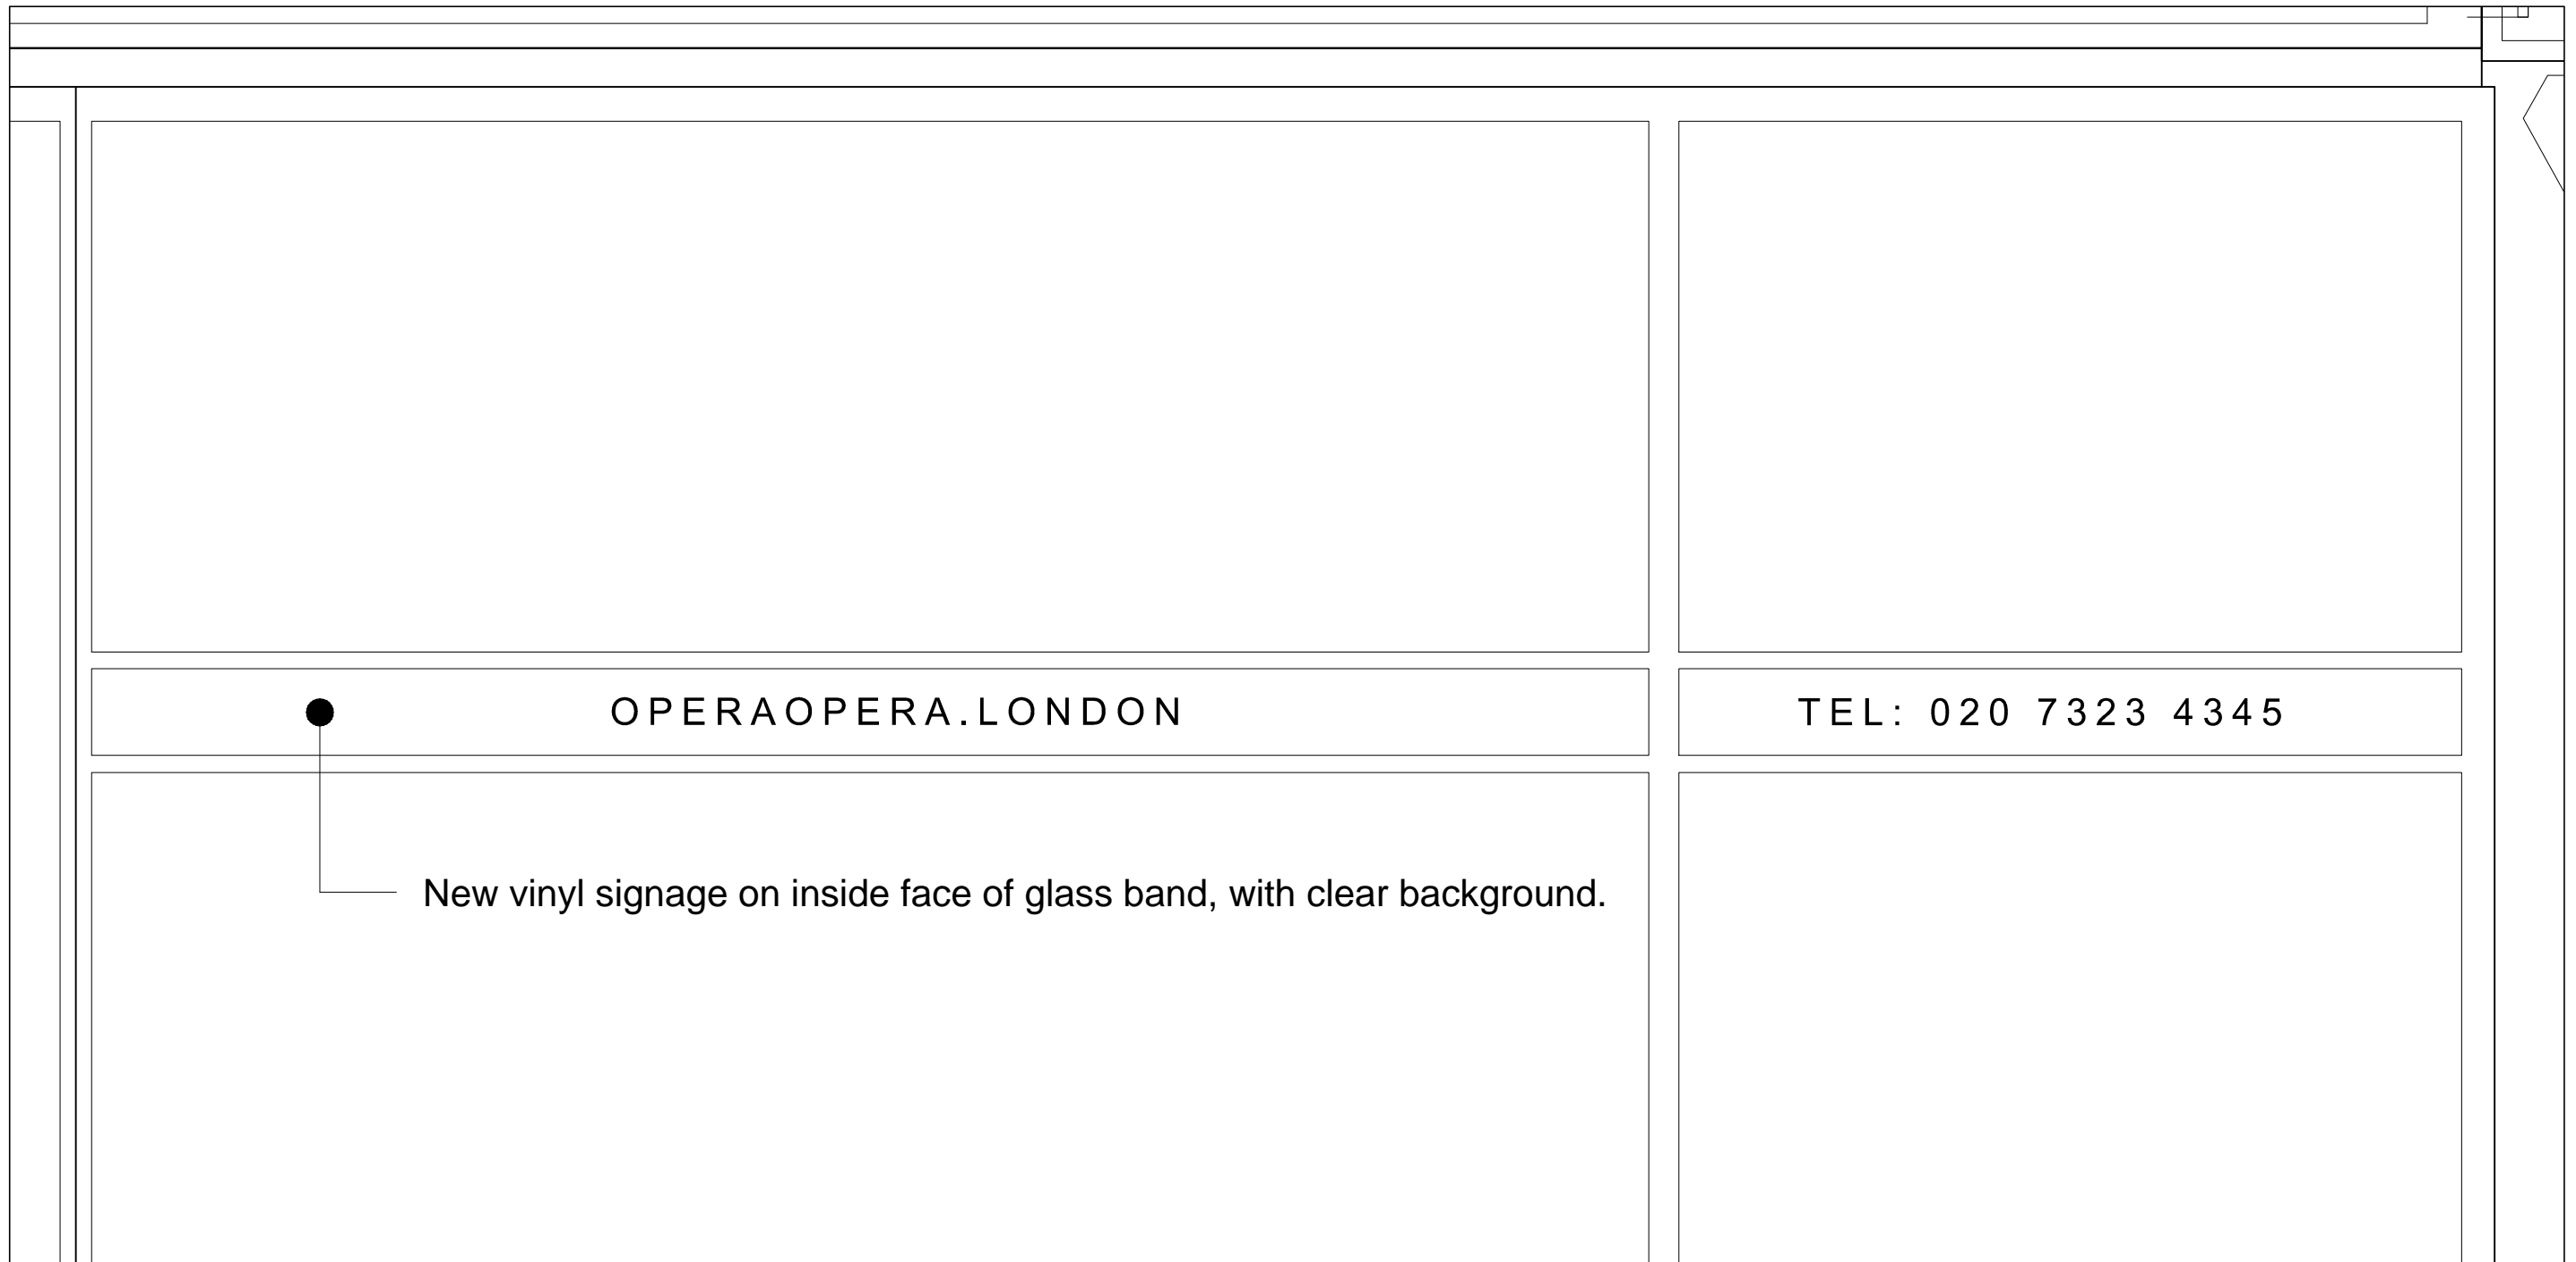 OPERAOPERA.LONDON
TEL: 020 7323 4345
New vinyl signage on inside face of glass band, with clear background.